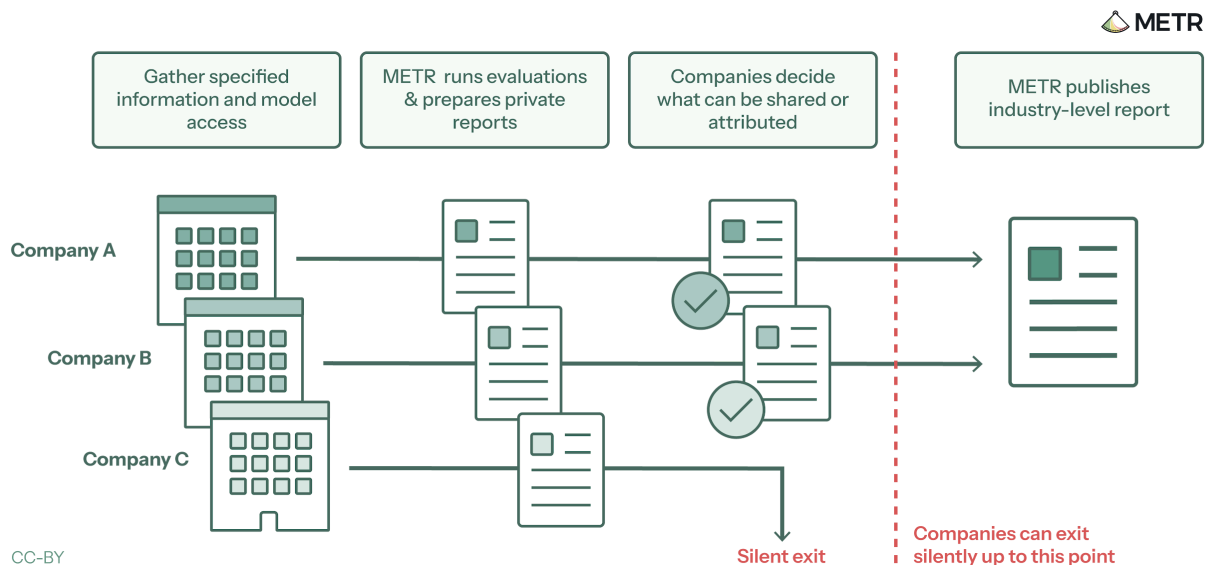 METR
Gather specified
information and model
access
METR runs evaluations
& prepares private
reports
Companies decide
what can be shared or
attributed
METR publishes
industry-level report
Company A
Company B
Company C
Silent exit
Companies can exit
silently up to this point
CC-BY